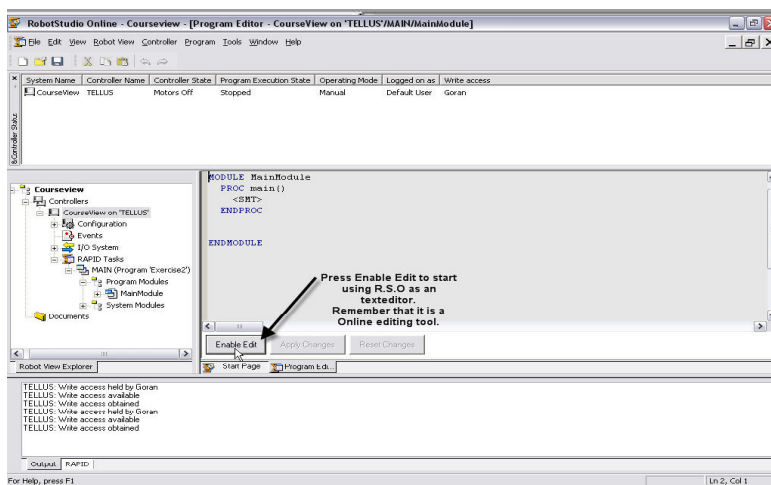 RobotStudio Online - Courseview - [Program Editor - CourseView on 'TELLUS'/MAIN/MainModule]
File Edit View Robot View Controller Program Tools Window Help
System Name Controller Name Controller State Program Execution State Operating Mode Logged on as Write access
CourseView TELLUS Motors Off Stopped Manual Default User Goran
Controller Status
Courseview
Controllers
CourseView on 'TELLUS'
Configuration
Events
I/O System
RAPID Tasks
MAIN (Program 'Exercise2')
Program Modules
MainModule
System Modules
Documents
Robot View Explorer
MODULE MainModule
PROC main()
<SMT>
ENDPROC
ENDMODULE
Press Enable Edit to start
using R.S.O as an
texteditor.
Remember that it is a
Online editing tool.
Enable Edit Apply Changes Reset Changes
Start Page Program Edi...
TELLUS: Write access held by Goran
TELLUS: Write access available
TELLUS: Write access obtained
TELLUS: Write access held by Goran
TELLUS: Write access available
TELLUS: Write access obtained
Output RAPID
For Help, press F1
Ln 2, Col 1